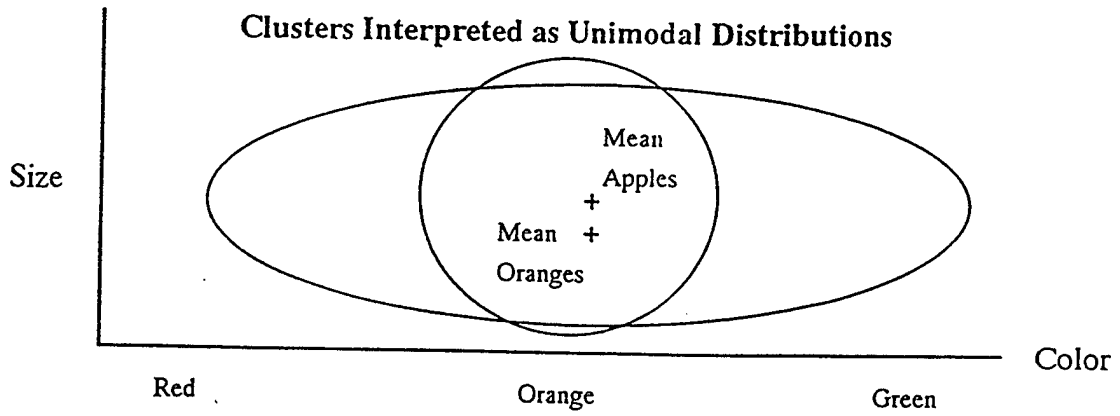 Clusters Interpreted as Unimodal Distributions
Mean
Apples
+
Size
Mean +
Oranges
Color
Red Orange Green